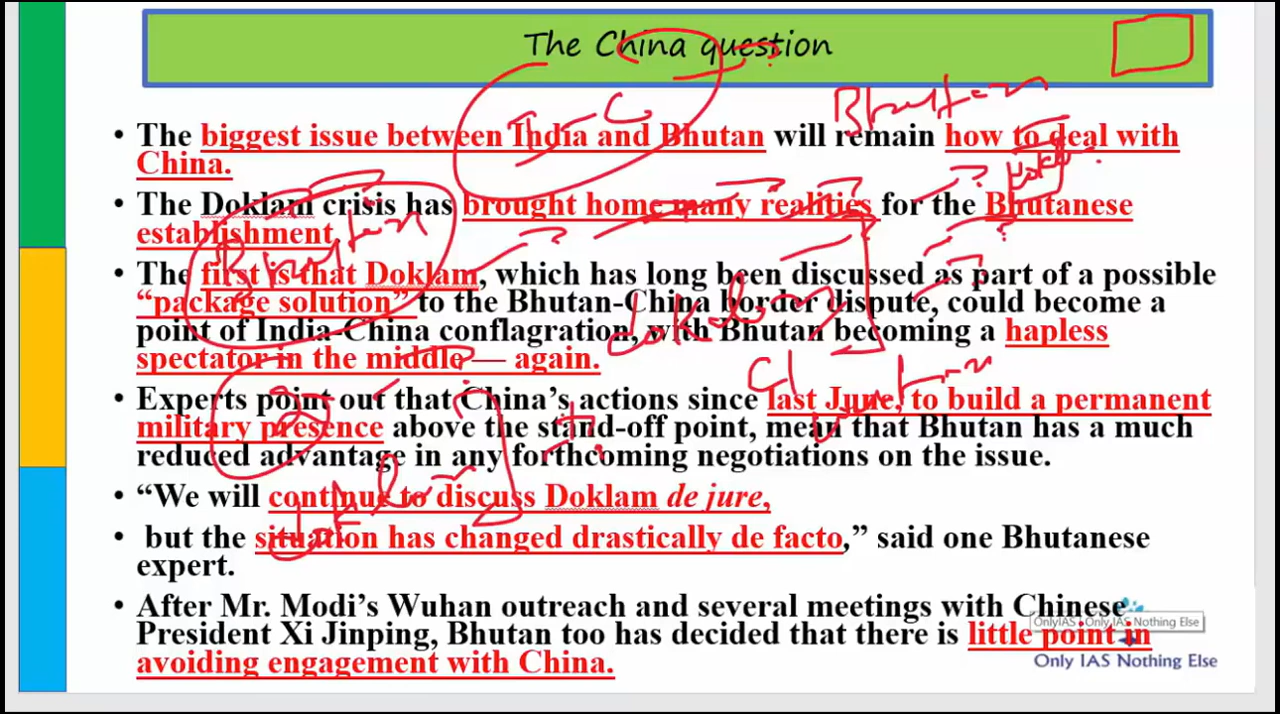 The China question
I - C
Bhutan
• The biggest issue between India and Bhutan will remain how to deal with
China.
• The Doklam crisis has brought home many realities for the Bhutanese
establishment.
Bhutan
• The first is that Doklam, which has long been discussed as part of a possible
“package solution” to the Bhutan-China border dispute, could become a
point of India-China conflagration, with Bhutan becoming a hapless
spectator in the middle — again.
• Experts point out that China’s actions since last June, to build a permanent
military presence above the stand-off point, mean that Bhutan has a much
reduced advantage in any forthcoming negotiations on the issue.
• “We will continue to discuss Doklam de jure,
• but the situation has changed drastically de facto,” said one Bhutanese
expert.
• After Mr. Modi’s Wuhan outreach and several meetings with Chinese
President Xi Jinping, Bhutan too has decided that there is little point in
avoiding engagement with China.
OnlyIAS | Only IAS Nothing Else
Only IAS Nothing Else